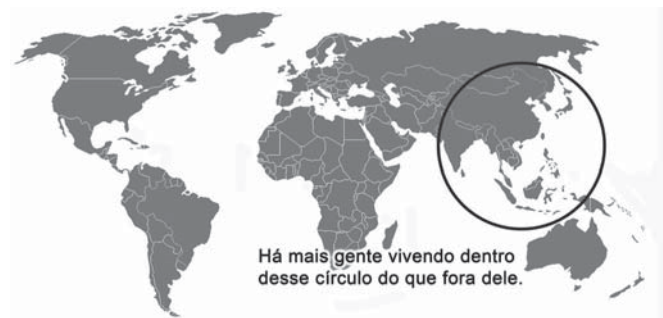 Há mais gente vivendo dentro
desse círculo do que fora dele.